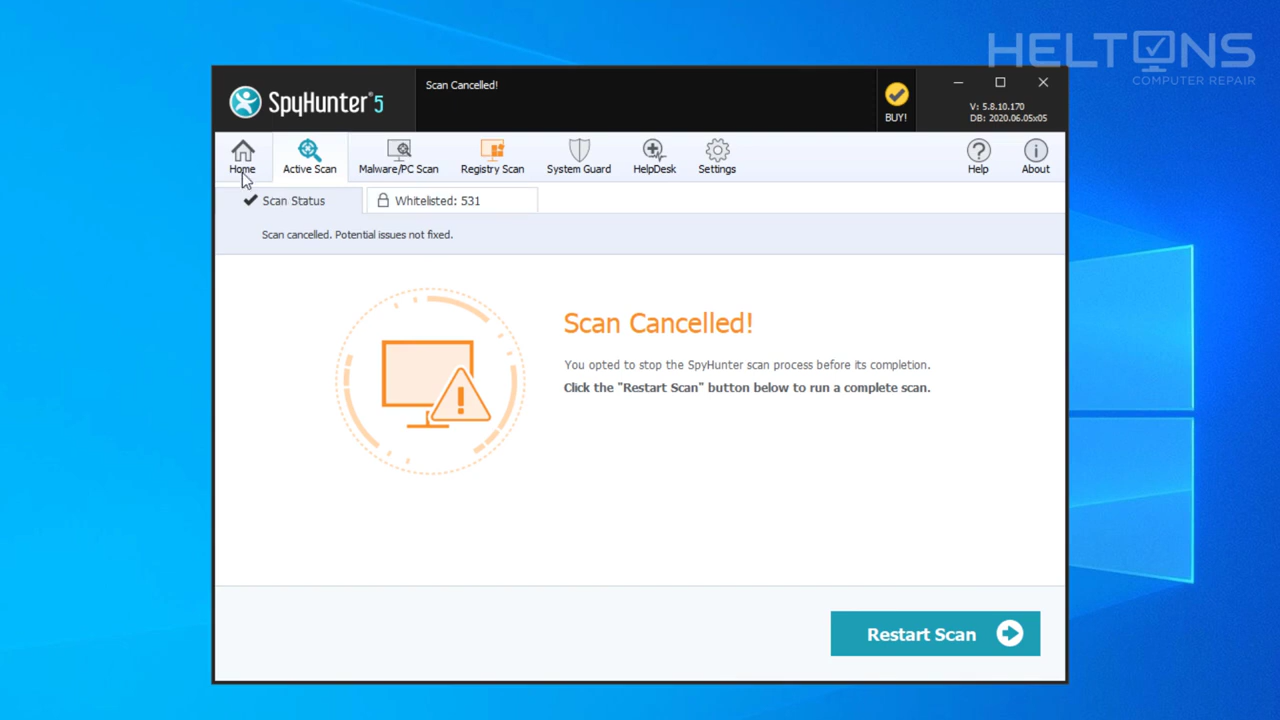 HELTONS
COMPUTER REPAIR
SpyHunter® 5
Scan Cancelled!
BUY!
V: 5.8.10.170
DB: 2020.06.05x05
Home
Active Scan
Malware/PC Scan
Registry Scan
System Guard
HelpDesk
Settings
Help
About
Scan Status
Whitelisted: 531
Scan cancelled. Potential issues not fixed.
Scan Cancelled!
You opted to stop the SpyHunter scan process before its completion.
Click the "Restart Scan" button below to run a complete scan.
Restart Scan